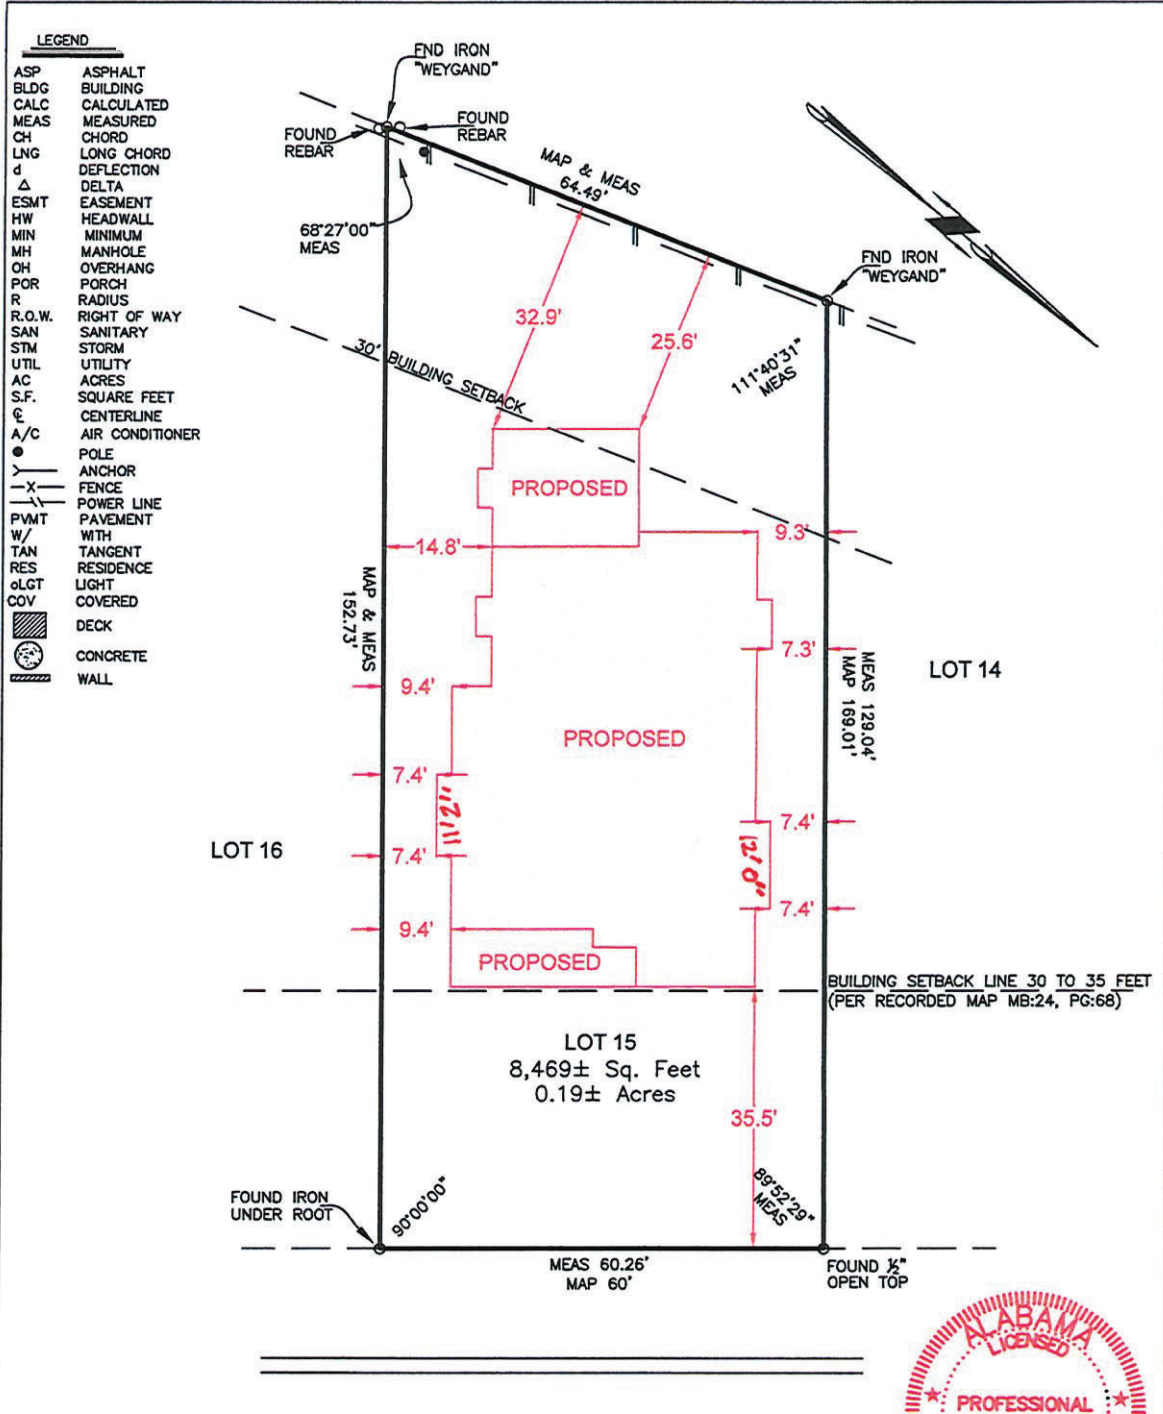 LEGEND
ASP ASPHALT
BLDG BUILDING
CALC CALCULATED
MEAS MEASURED
CH CHORD
LNG LONG CHORD
d DEFLECTION
△ DELTA
ESMT EASEMENT
HW HEADWALL
MIN MINIMUM
MH MANHOLE
OH OVERHANG
POR PORCH
R RADIUS
R.O.W. RIGHT OF WAY
SAN SANITARY
STM STORM
UTIL UTILITY
AC ACRES
S.F. SQUARE FEET
℄ CENTERLINE
A/C AIR CONDITIONER
POLE
ANCHOR
X FENCE
POWER LINE
PVMT PAVEMENT
W/ WITH
TAN TANGENT
RES RESIDENCE
oLGT LIGHT
COV COVERED
DECK
CONCRETE
WALL
FND IRON
"WEYGAND"
FOUND
REBAR
FOUND
REBAR
MAP & MEAS
64.49'
68°27'00"
MEAS
FND IRON
"WEYGAND"
32.9'
25.6'
111°40'31"
MEAS
30' BUILDING SETBACK
PROPOSED
14.8'
9.3'
MAP & MEAS
152.73'
7.3'
MEAS 129.04'
MAP 169.01'
LOT 14
9.4'
PROPOSED
7.4'
11'2"
7.4'
LOT 16
7.4'
12'0"
7.4'
9.4'
PROPOSED
BUILDING SETBACK LINE 30 TO 35 FEET
(PER RECORDED MAP MB:24, PG:68)
LOT 15
8,469± Sq. Feet
0.19± Acres
35.5'
FOUND IRON
UNDER ROOT
90°00'00"
89°52'29"
MEAS
MEAS 60.26'
MAP 60'
FOUND ½"
OPEN TOP
ALABAMA
LICENSED
PROFESSIONAL